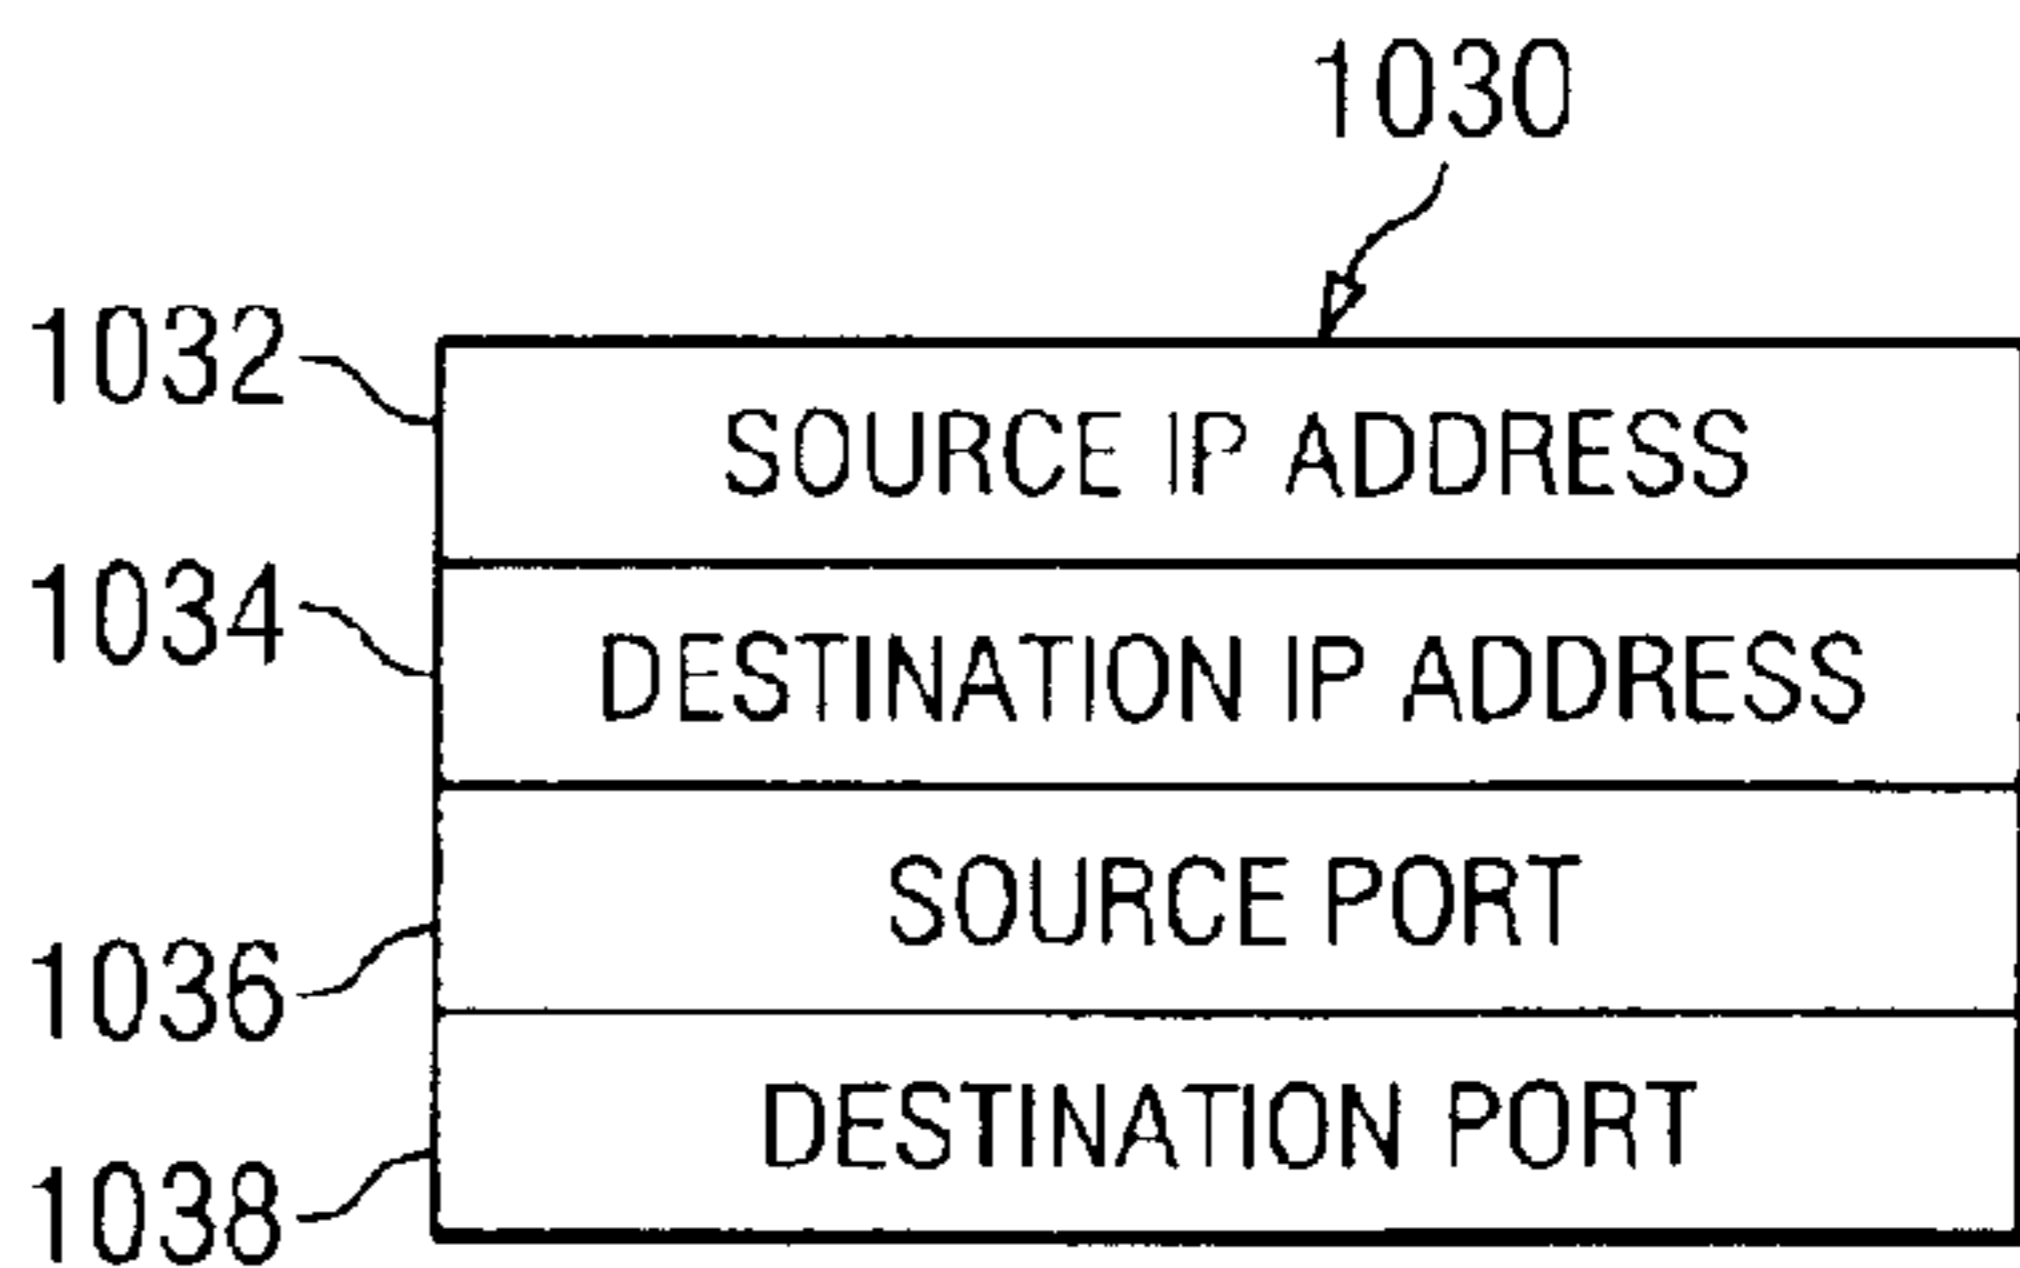 1030
1032
SOURCE IP ADDRESS
1034
DESTINATION IP ADDRESS
SOURCE PORT
1036
DESTINATION PORT
1038